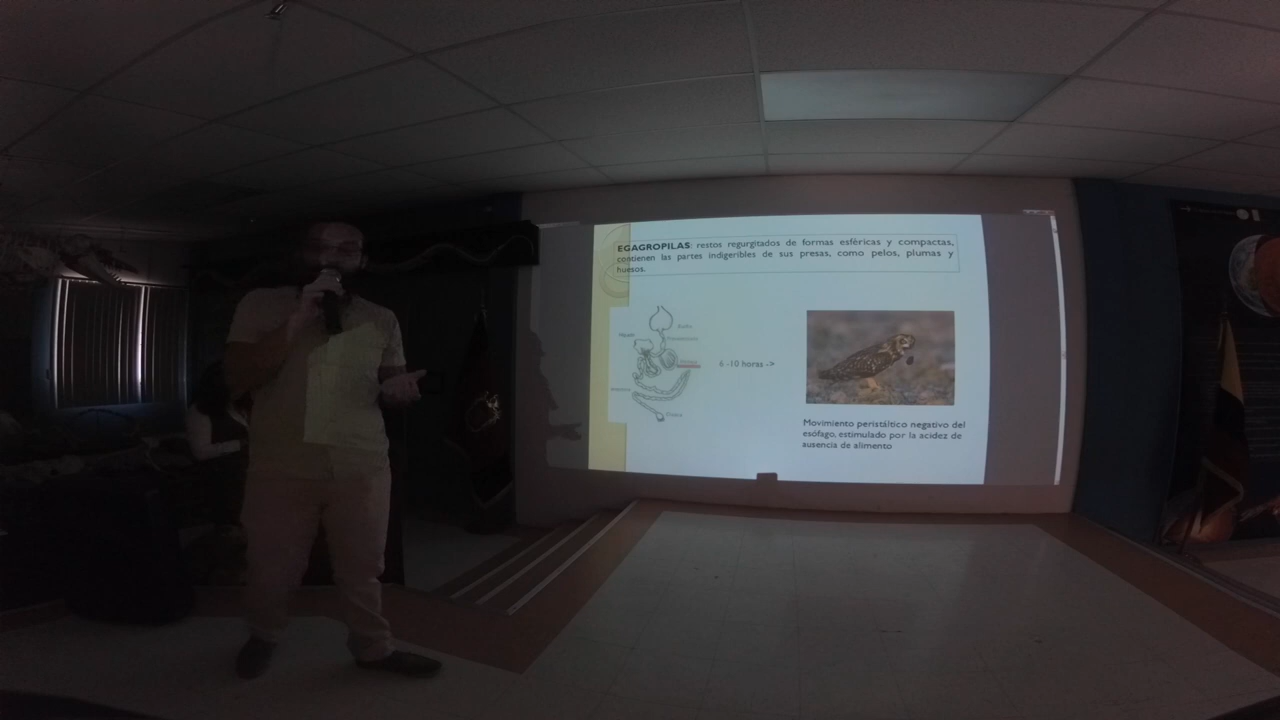 EGAGROPILAS: restos regurgitados de formas esféricas y compactas,
contienen las partes indigeribles de sus presas, como pelos, plumas y
huesos.
6 -10 horas ->
Movimiento peristáltico negativo del
esófago, estimulado por la acidez de
ausencia de alimento